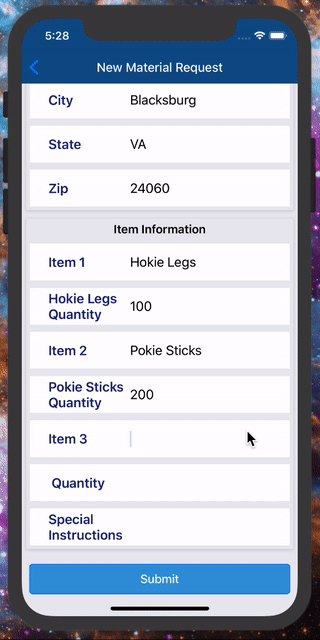 5:28
New Material Request
City Blacksburg
State VA
Zip 24060
Item Information
Item 1 Hokie Legs
Hokie Legs
Quantity 100
Item 2 Pokie Sticks
Pokie Sticks
Quantity 200
Item 3
Quantity
Special
Instructions
Submit